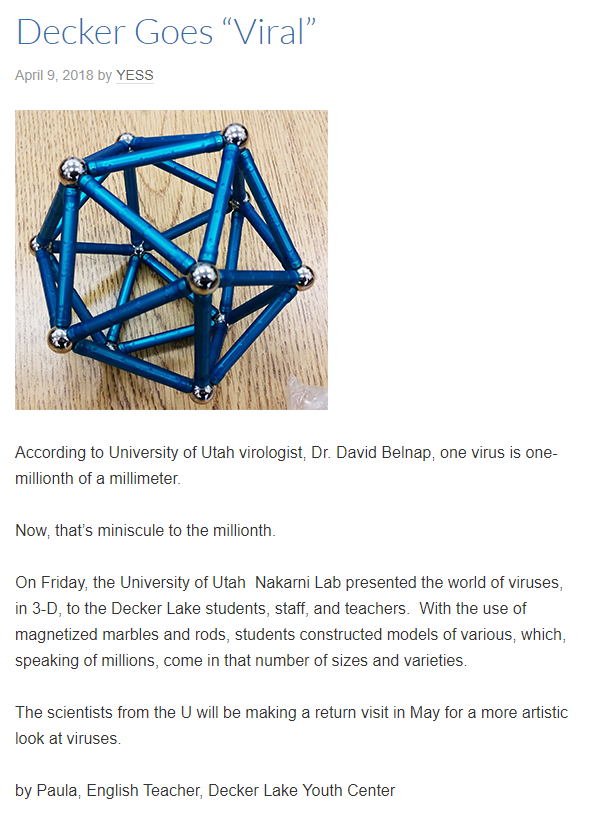 Decker Goes “Viral”
April 9, 2018 by YESS
According to University of Utah virologist, Dr. David Belnap, one virus is one-
millionth of a millimeter.
Now, that’s miniscule to the millionth.
On Friday, the University of Utah  Nakarni Lab presented the world of viruses,
in 3-D, to the Decker Lake students, staff, and teachers.  With the use of
magnetized marbles and rods, students constructed models of various, which,
speaking of millions, come in that number of sizes and varieties.
The scientists from the U will be making a return visit in May for a more artistic
look at viruses.
by Paula, English Teacher, Decker Lake Youth Center